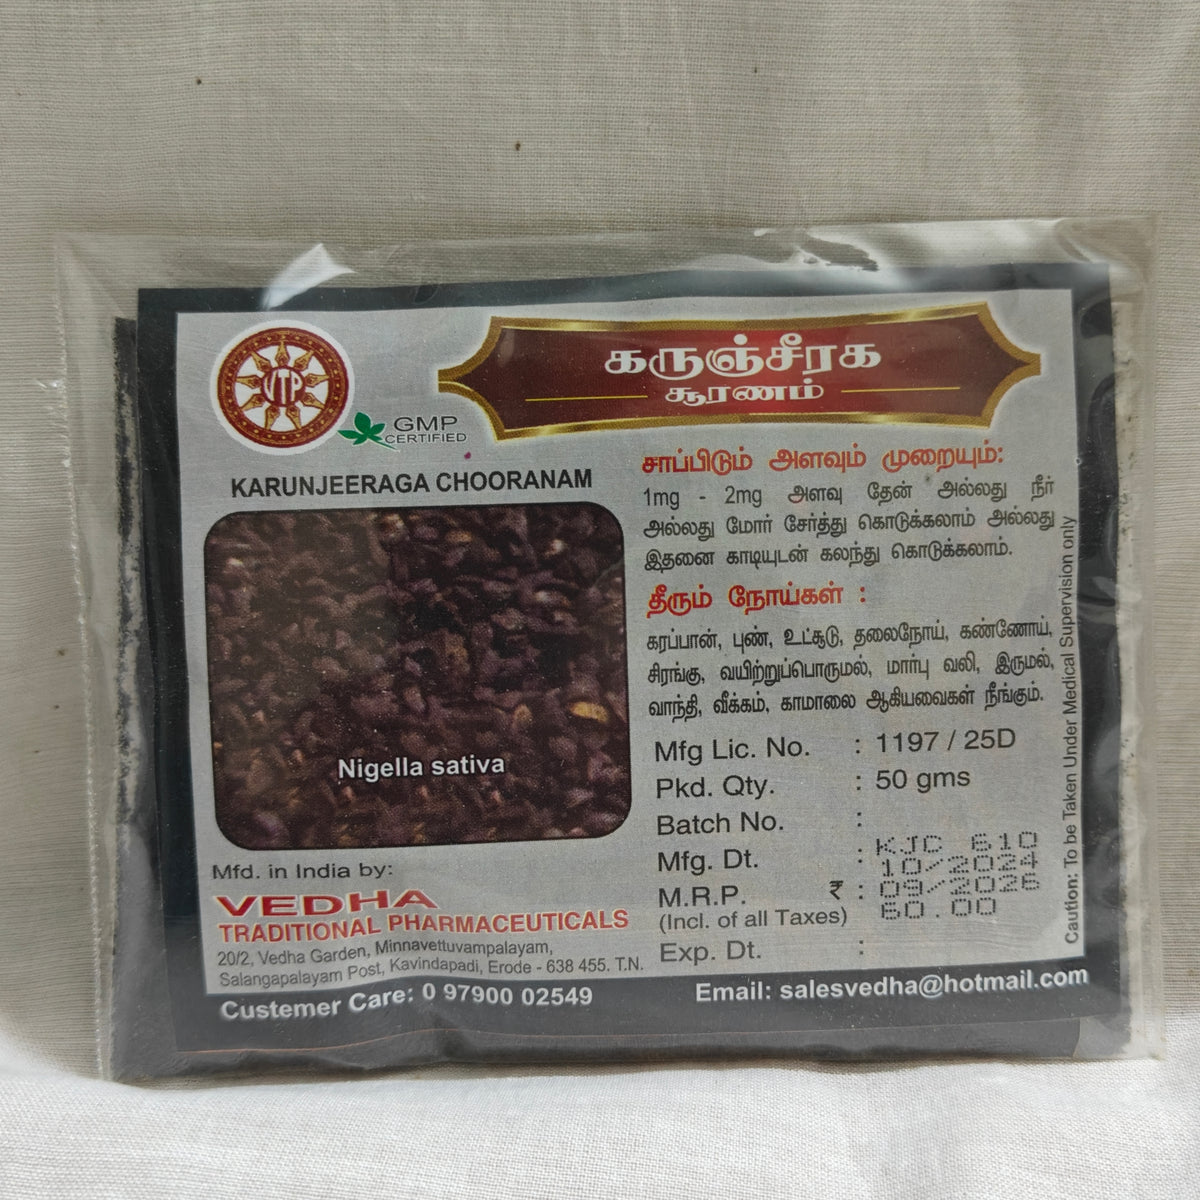 VTP
GMP
CERTIFIED
கருஞ்சீரக
சூரணம்
KARUNJEERAGA CHOORANAM
Nigella sativa
சாப்பிடும் அளவும் முறையும்:
1mg - 2mg அளவு தேன் அல்லது நீர்
அல்லது மோர் சேர்த்து கொடுக்கலாம் அல்லது
இதனை காடியுடன் கலந்து கொடுக்கலாம்.
தீரும் நோய்கள் :
கரப்பான், புண், உட்சூடு, தலைநோய், கண்ணோய்,
சிரங்கு, வயிற்றுப்பொருமல், மார்பு வலி, இருமல்,
வாந்தி, வீக்கம், காமாலை ஆகியவைகள் நீங்கும்.
Mfg Lic. No. : 1197 / 25D
Pkd. Qty. : 50 gms
Batch No. :
KJC 610
Mfg. Dt. : 10/2024
M.R.P. ₹ : 09/2026
(Incl. of all Taxes) 60.00
Exp. Dt. :
Caution: To be Taken Under Medical Supervision only
Mfd. in India by:
VEDHA
TRADITIONAL PHARMACEUTICALS
20/2, Vedha Garden, Minnavettuvampalayam,
Salangapalayam Post, Kavindapadi, Erode - 638 455. T.N.
Custemer Care: 0 97900 02549
Email: salesvedha@hotmail.com